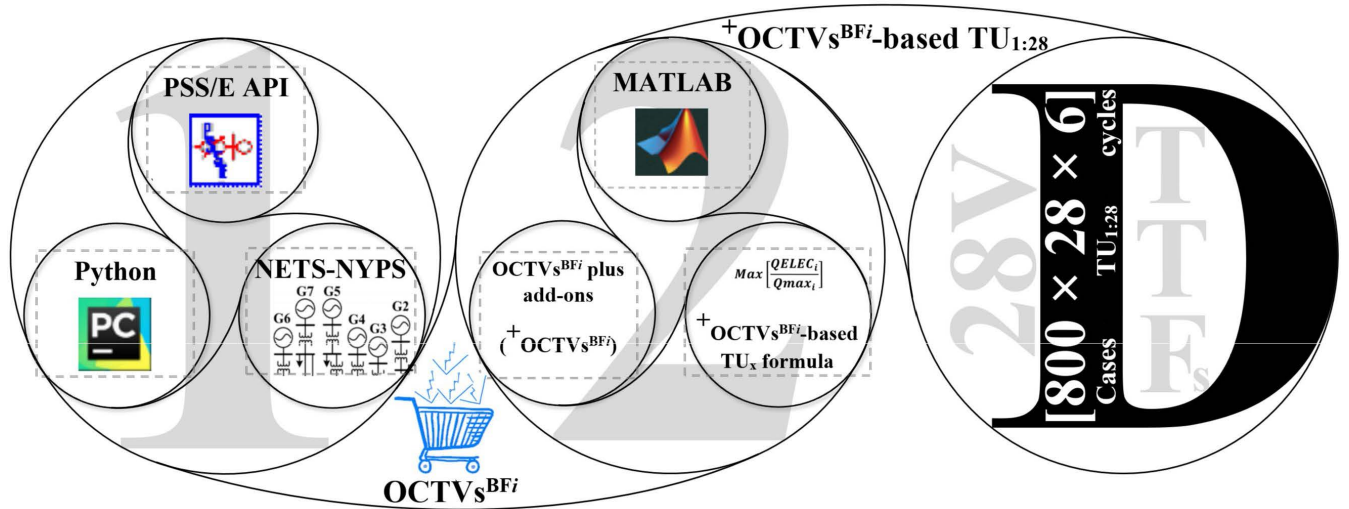 ⁺OCTVsᴮᶠⁱ-based TU₁:₂₈
1
PSS/E API
Python
PC
NETS-NYPS
G7 G5
G6 G4 G3 G2
OCTVsᴮᶠⁱ
2
MATLAB
OCTVsᴮᶠⁱ plus
add-ons
(⁺OCTVsᴮᶠⁱ)
Max [QELECᵢ / Qmaxᵢ]
⁺OCTVsᴮᶠⁱ-based
TUₓ formula
28V
D
[800 × 28 × 6]
Cases TU₁:₂₈ cycles
TTFs